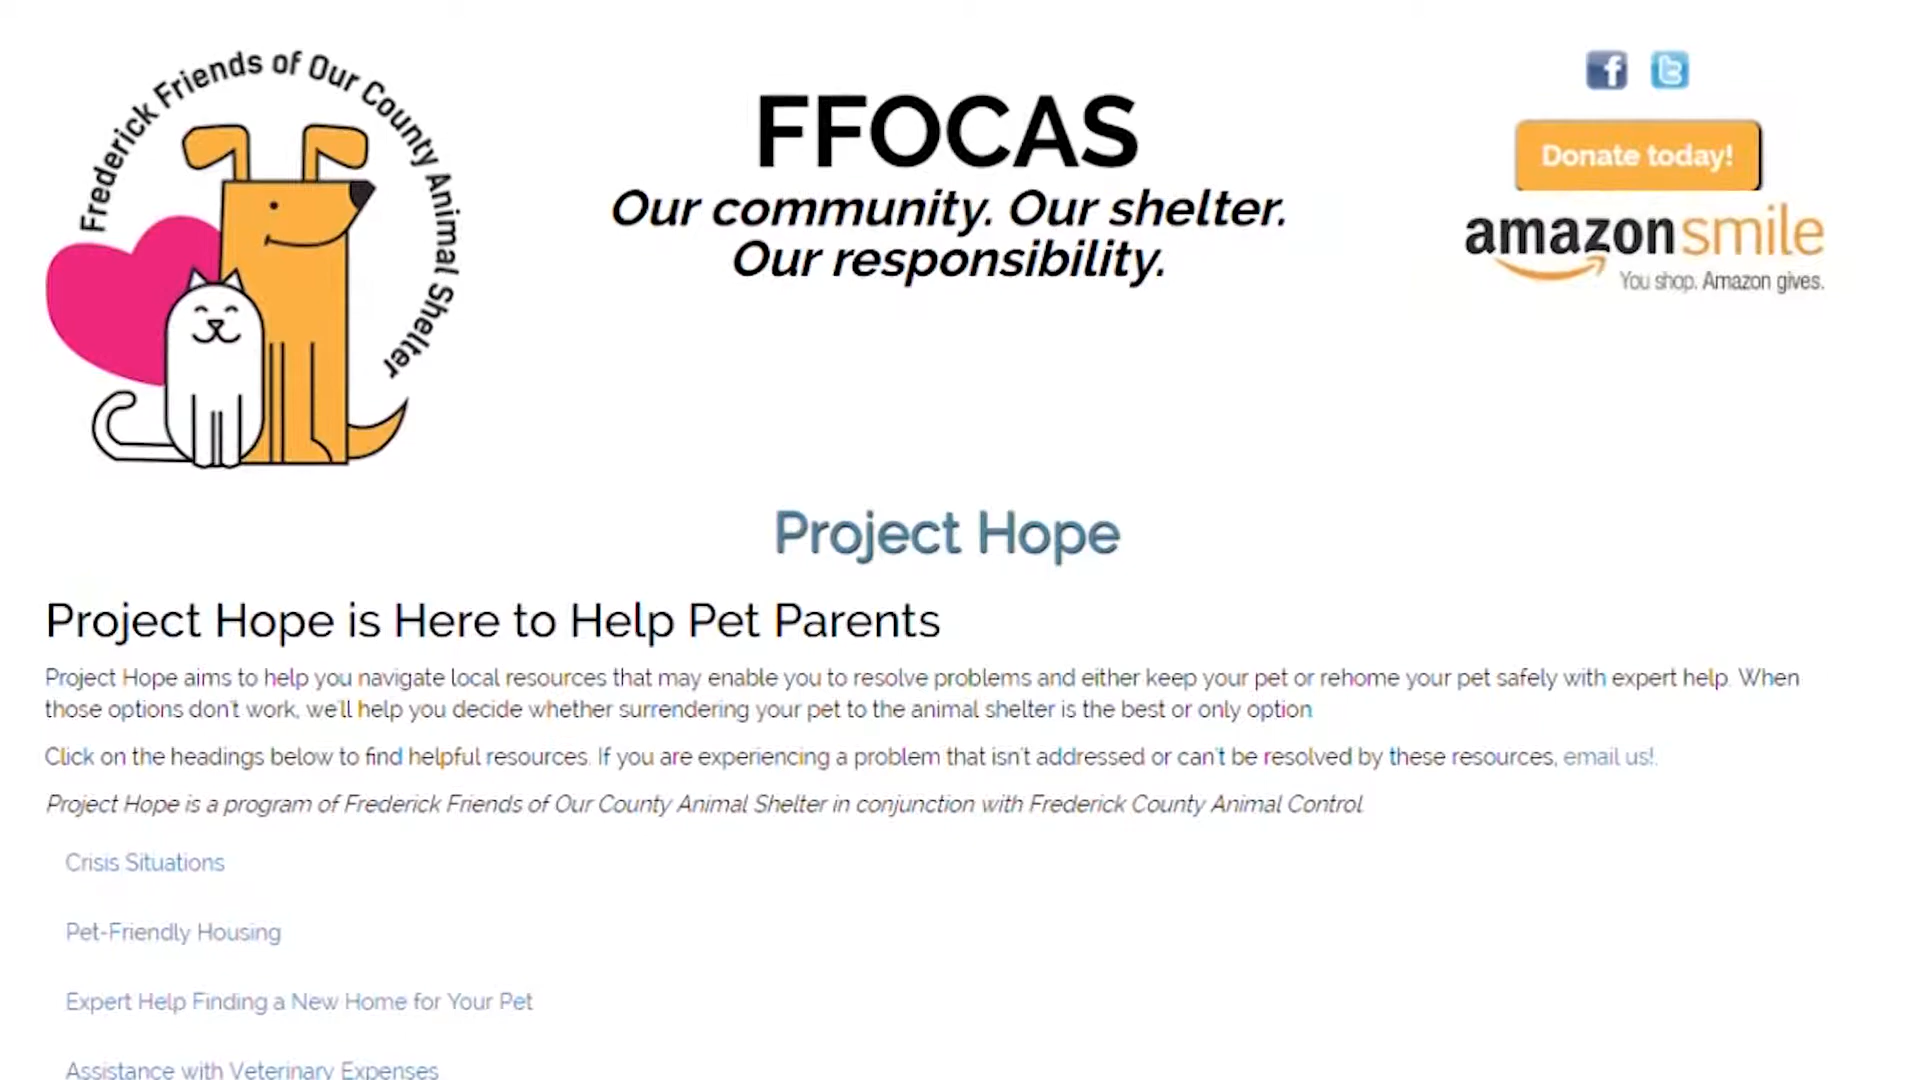 Frederick Friends of Our County Animal Shelter
FFOCAS
Our community. Our shelter.
Our responsibility.
f
t
Donate today!
amazonsmile
You shop. Amazon gives.
Project Hope
Project Hope is Here to Help Pet Parents
Project Hope aims to help you navigate local resources that may enable you to resolve problems and either keep your pet or rehome your pet safely with expert help. When
those options don't work, we'll help you decide whether surrendering your pet to the animal shelter is the best or only option
Click on the headings below to find helpful resources. If you are experiencing a problem that isn't addressed or can't be resolved by these resources, email us!.
Project Hope is a program of Frederick Friends of Our County Animal Shelter in conjunction with Frederick County Animal Control
Crisis Situations
Pet-Friendly Housing
Expert Help Finding a New Home for Your Pet
Assistance with Veterinary Expenses